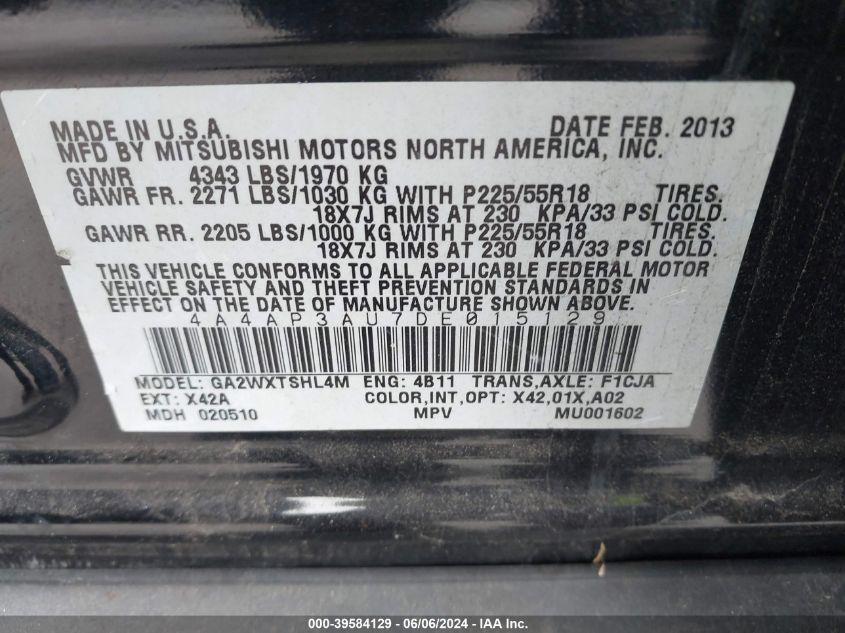 MADE IN U.S.A. DATE FEB. 2013
MFD BY MITSUBISHI MOTORS NORTH AMERICA, INC.
GVWR 4343 LBS/1970 KG
GAWR FR. 2271 LBS/1030 KG WITH P225/55R18 TIRES.
18X7J RIMS AT 230 KPA/33 PSI COLD.
GAWR RR. 2205 LBS/1000 KG WITH P225/55R18 TIRES.
18X7J RIMS AT 230 KPA/33 PSI COLD.
THIS VEHICLE CONFORMS TO ALL APPLICABLE FEDERAL MOTOR
VEHICLE SAFETY AND THEFT PREVENTION STANDARDS IN
EFFECT ON THE DATE OF MANUFACTURE SHOWN ABOVE.
4A4AP3AU7DE015129
MODEL: GA2WXTSHL4M ENG: 4B11 TRANS,AXLE: F1CJA
EXT: X42A COLOR,INT,OPT: X42,01X,A02
MDH 020510 MPV MU001602
000-39584129 - 06/06/2024 - IAA Inc.